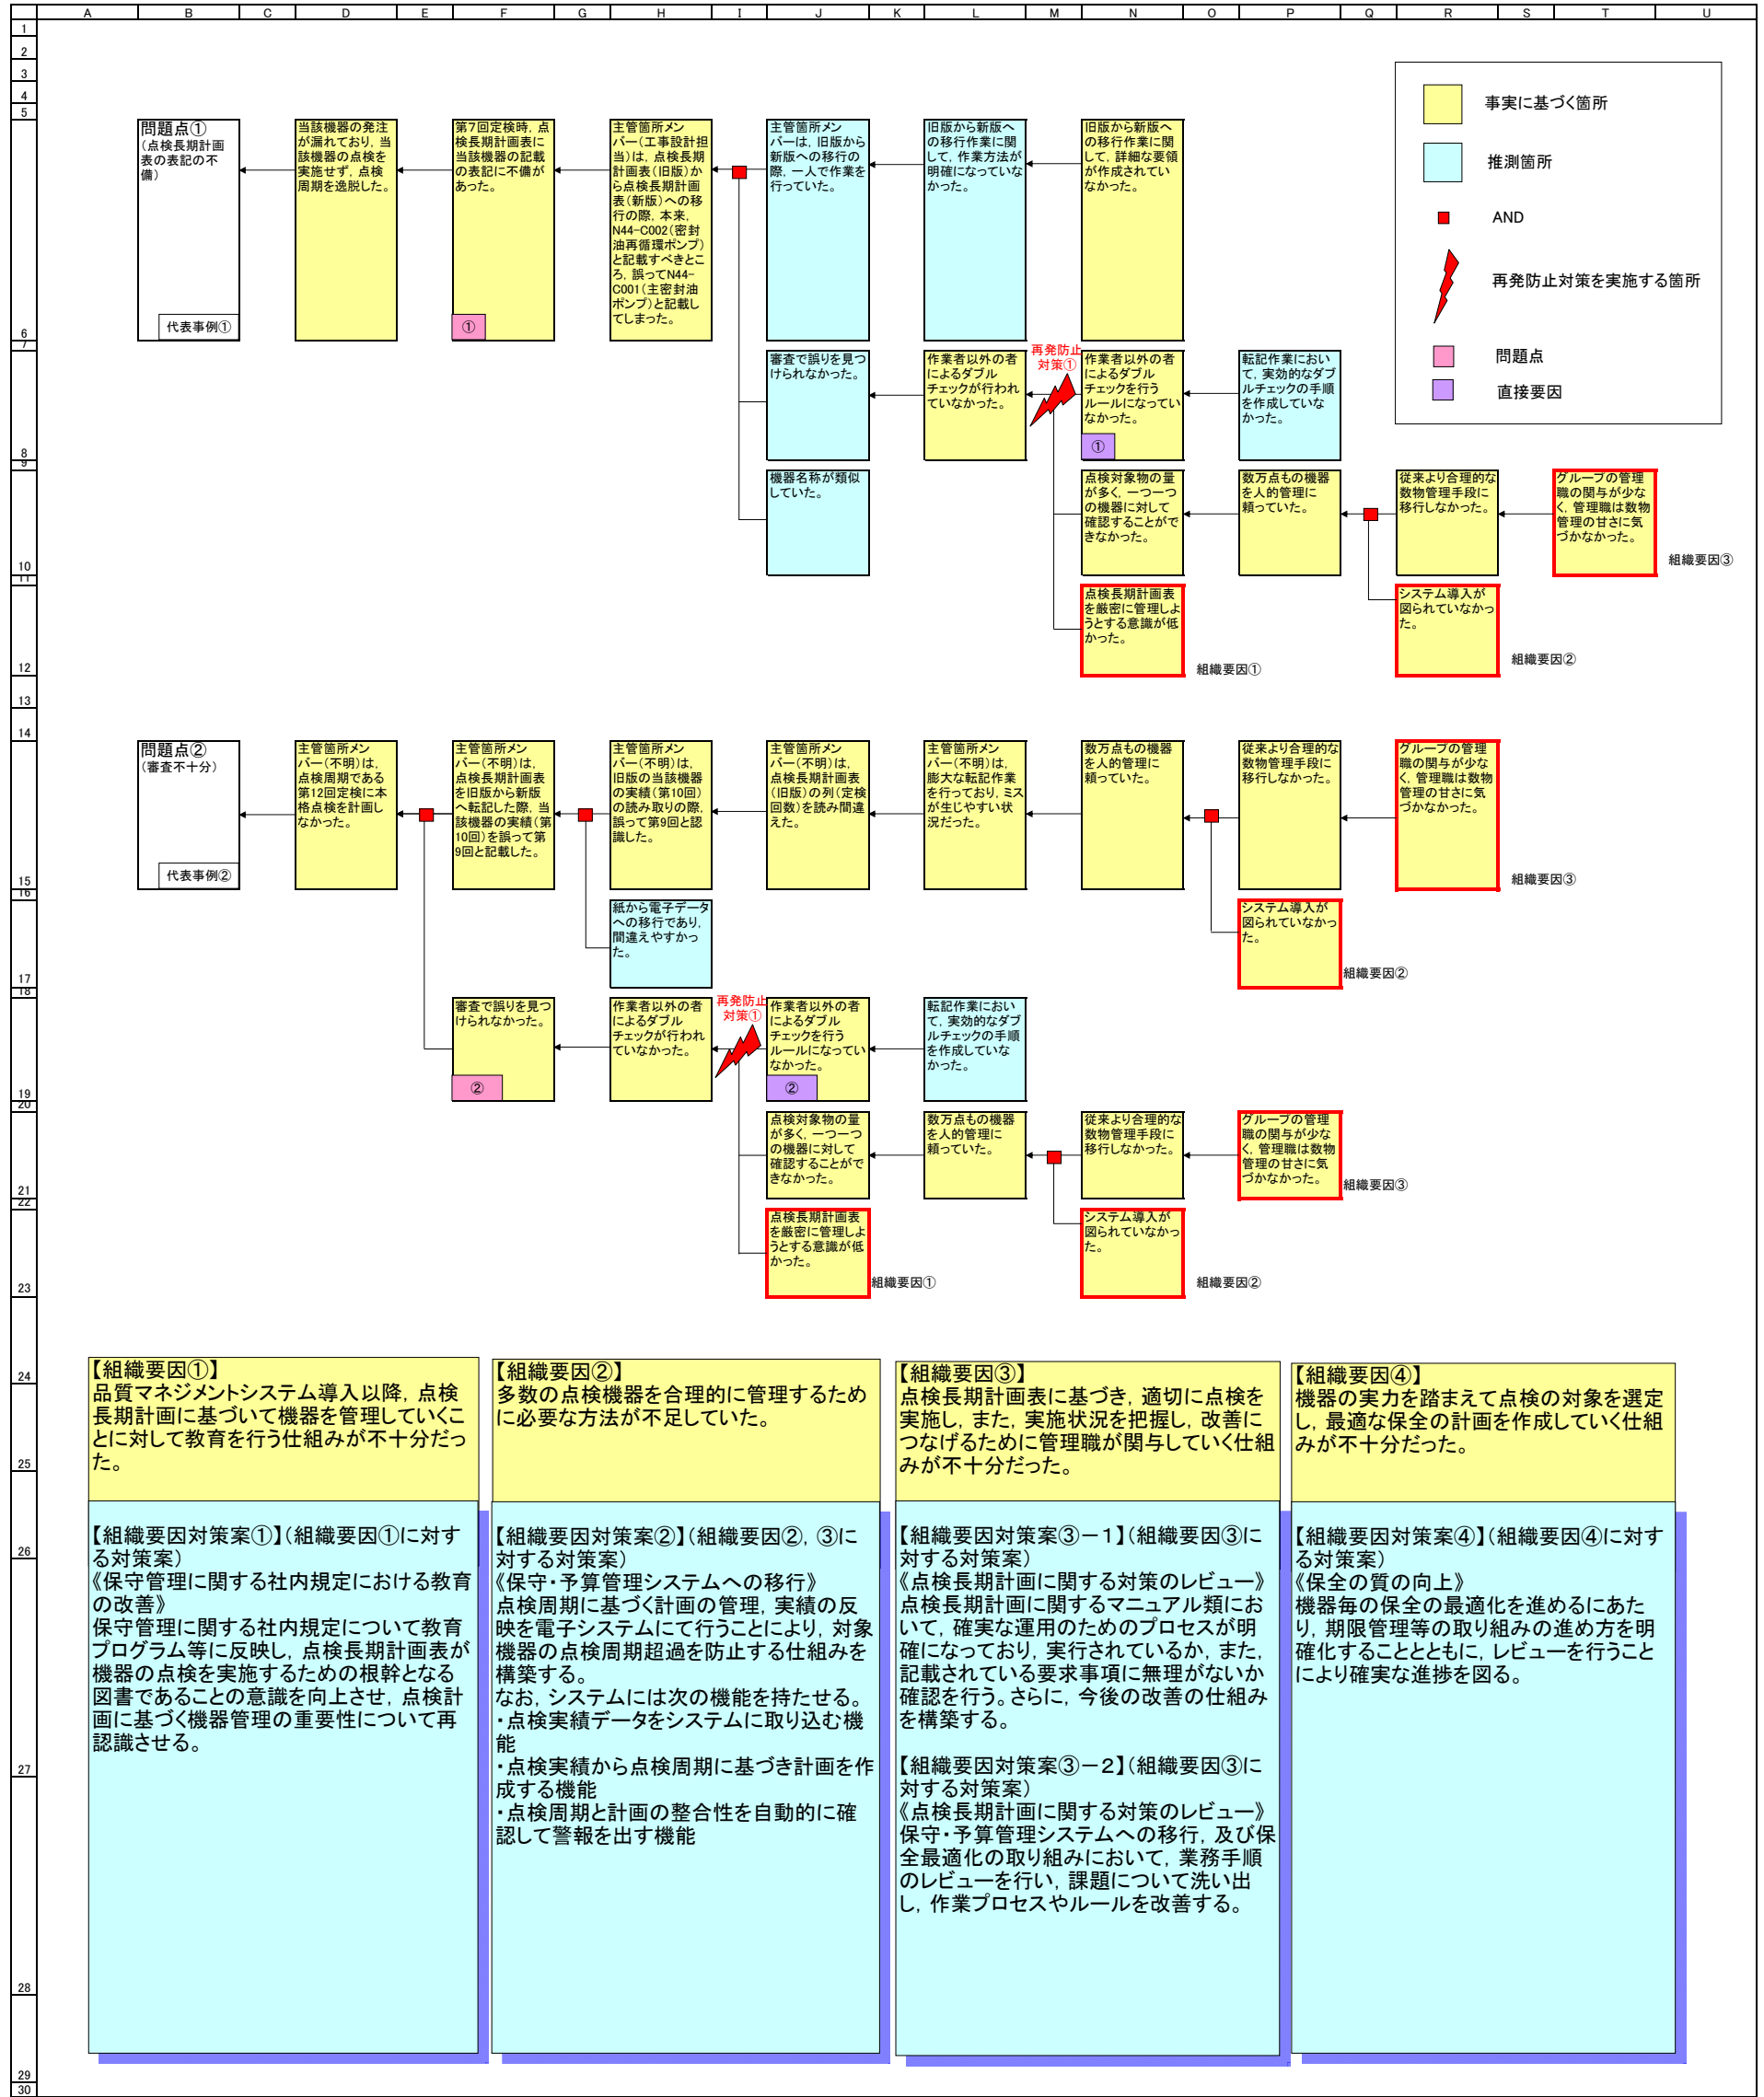 A B C D E F G H I J K L M N O P Q R S T U
1
2
3
4
5
6
7
8
9
10
11
12
13
14
15
16
17
18
19
20
21
22
23
24
25
26
27
28
29
30
事実に基づく箇所
推測箇所
AND
再発防止対策を実施する箇所
問題点
直接要因
問題点①
(点検長期計画
表の表記の不
備)
代表事例①
当該機器の発注
が漏れており,当
該機器の点検を
実施せず,点検
周期を逸脱した。
第7回定検時,点
検長期計画表に
当該機器の記載
の表記に不備が
あった。
①
主管箇所メン
バー(工事設計担
当)は,点検長期
計画表(旧版)か
ら点検長期計画
表(新版)への移
行の際,本来,
N44-C002(密封
油再循環ポンプ)
と記載すべきとこ
ろ,誤ってN44-
C001(主密封油
ポンプ)と記載し
てしまった。
主管箇所メン
バーは,旧版から
新版への移行の
際,一人で作業を
行っていた。
旧版から新版へ
の移行作業に関
して,作業方法が
明確になっていな
かった。
旧版から新版へ
の移行作業に関
して,詳細な要領
が作成されてい
なかった。
審査で誤りを見つ
けられなかった。
作業者以外の者
によるダブル
チェックが行われ
ていなかった。
再発防止
対策①
作業者以外の者
によるダブル
チェックを行う
ルールになってい
なかった。
①
転記作業におい
て,実効的なダブ
ルチェックの手順
を作成していな
かった。
機器名称が類似
していた。
点検対象物の量
が多く,一つ一つ
の機器に対して
確認することがで
きなかった。
数万点もの機器
を人的管理に
頼っていた。
従来より合理的な
数物管理手段に
移行しなかった。
グループの管理
職の関与が少な
く,管理職は数物
管理の甘さに気
づかなかった。
組織要因③
点検長期計画表
を厳密に管理しよ
うとする意識が低
かった。
組織要因①
システム導入が
図られていなかっ
た。
組織要因②
問題点②
(審査不十分)
代表事例②
主管箇所メン
バー(不明)は,
点検周期である
第12回定検に本
格点検を計画し
なかった。
主管箇所メン
バー(不明)は,
点検長期計画表
を旧版から新版
へ転記した際,当
該機器の実績(第
10回)を誤って第
9回と記載した。
主管箇所メン
バー(不明)は,
旧版の当該機器
の実績(第10回)
の読み取りの際,
誤って第9回と認
識した。
主管箇所メン
バー(不明)は,
点検長期計画表
(旧版)の列(定検
回数)を読み間違
えた。
主管箇所メン
バー(不明)は,
膨大な転記作業
を行っており,ミス
が生じやすい状
況だった。
数万点もの機器
を人的管理に
頼っていた。
従来より合理的な
数物管理手段に
移行しなかった。
グループの管理
職の関与が少な
く,管理職は数物
管理の甘さに気
づかなかった。
組織要因③
紙から電子データ
への移行であり,
間違えやすかっ
た。
システム導入が
図られていなかっ
た。
組織要因②
審査で誤りを見つ
けられなかった。
②
作業者以外の者
によるダブル
チェックが行われ
ていなかった。
再発防止
対策①
作業者以外の者
によるダブル
チェックを行う
ルールになってい
なかった。
②
転記作業におい
て,実効的なダブ
ルチェックの手順
を作成していな
かった。
点検対象物の量
が多く,一つ一つ
の機器に対して
確認することがで
きなかった。
数万点もの機器
を人的管理に
頼っていた。
従来より合理的な
数物管理手段に
移行しなかった。
グループの管理
職の関与が少な
く,管理職は数物
管理の甘さに気
づかなかった。
組織要因③
点検長期計画表
を厳密に管理しよ
うとする意識が低
かった。
組織要因①
システム導入が
図られていなかっ
た。
組織要因②
【組織要因①】
品質マネジメントシステム導入以降,点検
長期計画に基づいて機器を管理していくこ
とに対して教育を行う仕組みが不十分だっ
た。
【組織要因対策案①】(組織要因①に対す
る対策案)
《保守管理に関する社内規定における教育
の改善》
保守管理に関する社内規定について教育
プログラム等に反映し,点検長期計画表が
機器の点検を実施するための根幹となる
図書であることの意識を向上させ,点検計
画に基づく機器管理の重要性について再
認識させる。
【組織要因②】
多数の点検機器を合理的に管理するため
に必要な方法が不足していた。
【組織要因対策案②】(組織要因②,③に
対する対策案)
《保守・予算管理システムへの移行》
点検周期に基づく計画の管理,実績の反
映を電子システムにて行うことにより,対象
機器の点検周期超過を防止する仕組みを
構築する。
なお,システムには次の機能を持たせる。
・点検実績データをシステムに取り込む機
能
・点検実績から点検周期に基づき計画を作
成する機能
・点検周期と計画の整合性を自動的に確
認して警報を出す機能
【組織要因③】
点検長期計画表に基づき,適切に点検を
実施し,また,実施状況を把握し,改善に
つなげるために管理職が関与していく仕組
みが不十分だった。
【組織要因対策案③−1】(組織要因③に
対する対策案)
《点検長期計画に関する対策のレビュー》
点検長期計画に関するマニュアル類にお
いて,確実な運用のためのプロセスが明
確になっており,実行されているか,また,
記載されている要求事項に無理がないか
確認を行う。さらに,今後の改善の仕組み
を構築する。
【組織要因対策案③−2】(組織要因③に
対する対策案)
《点検長期計画に関する対策のレビュー》
保守・予算管理システムへの移行,及び保
全最適化の取り組みにおいて,業務手順
のレビューを行い,課題について洗い出
し,作業プロセスやルールを改善する。
【組織要因④】
機器の実力を踏まえて点検の対象を選定
し,最適な保全の計画を作成していく仕組
みが不十分だった。
【組織要因対策案④】(組織要因④に対す
る対策案)
《保全の質の向上》
機器毎の保全の最適化を進めるにあた
り,期限管理等の取り組みの進め方を明
確化することとともに,レビューを行うこと
により確実な進捗を図る。